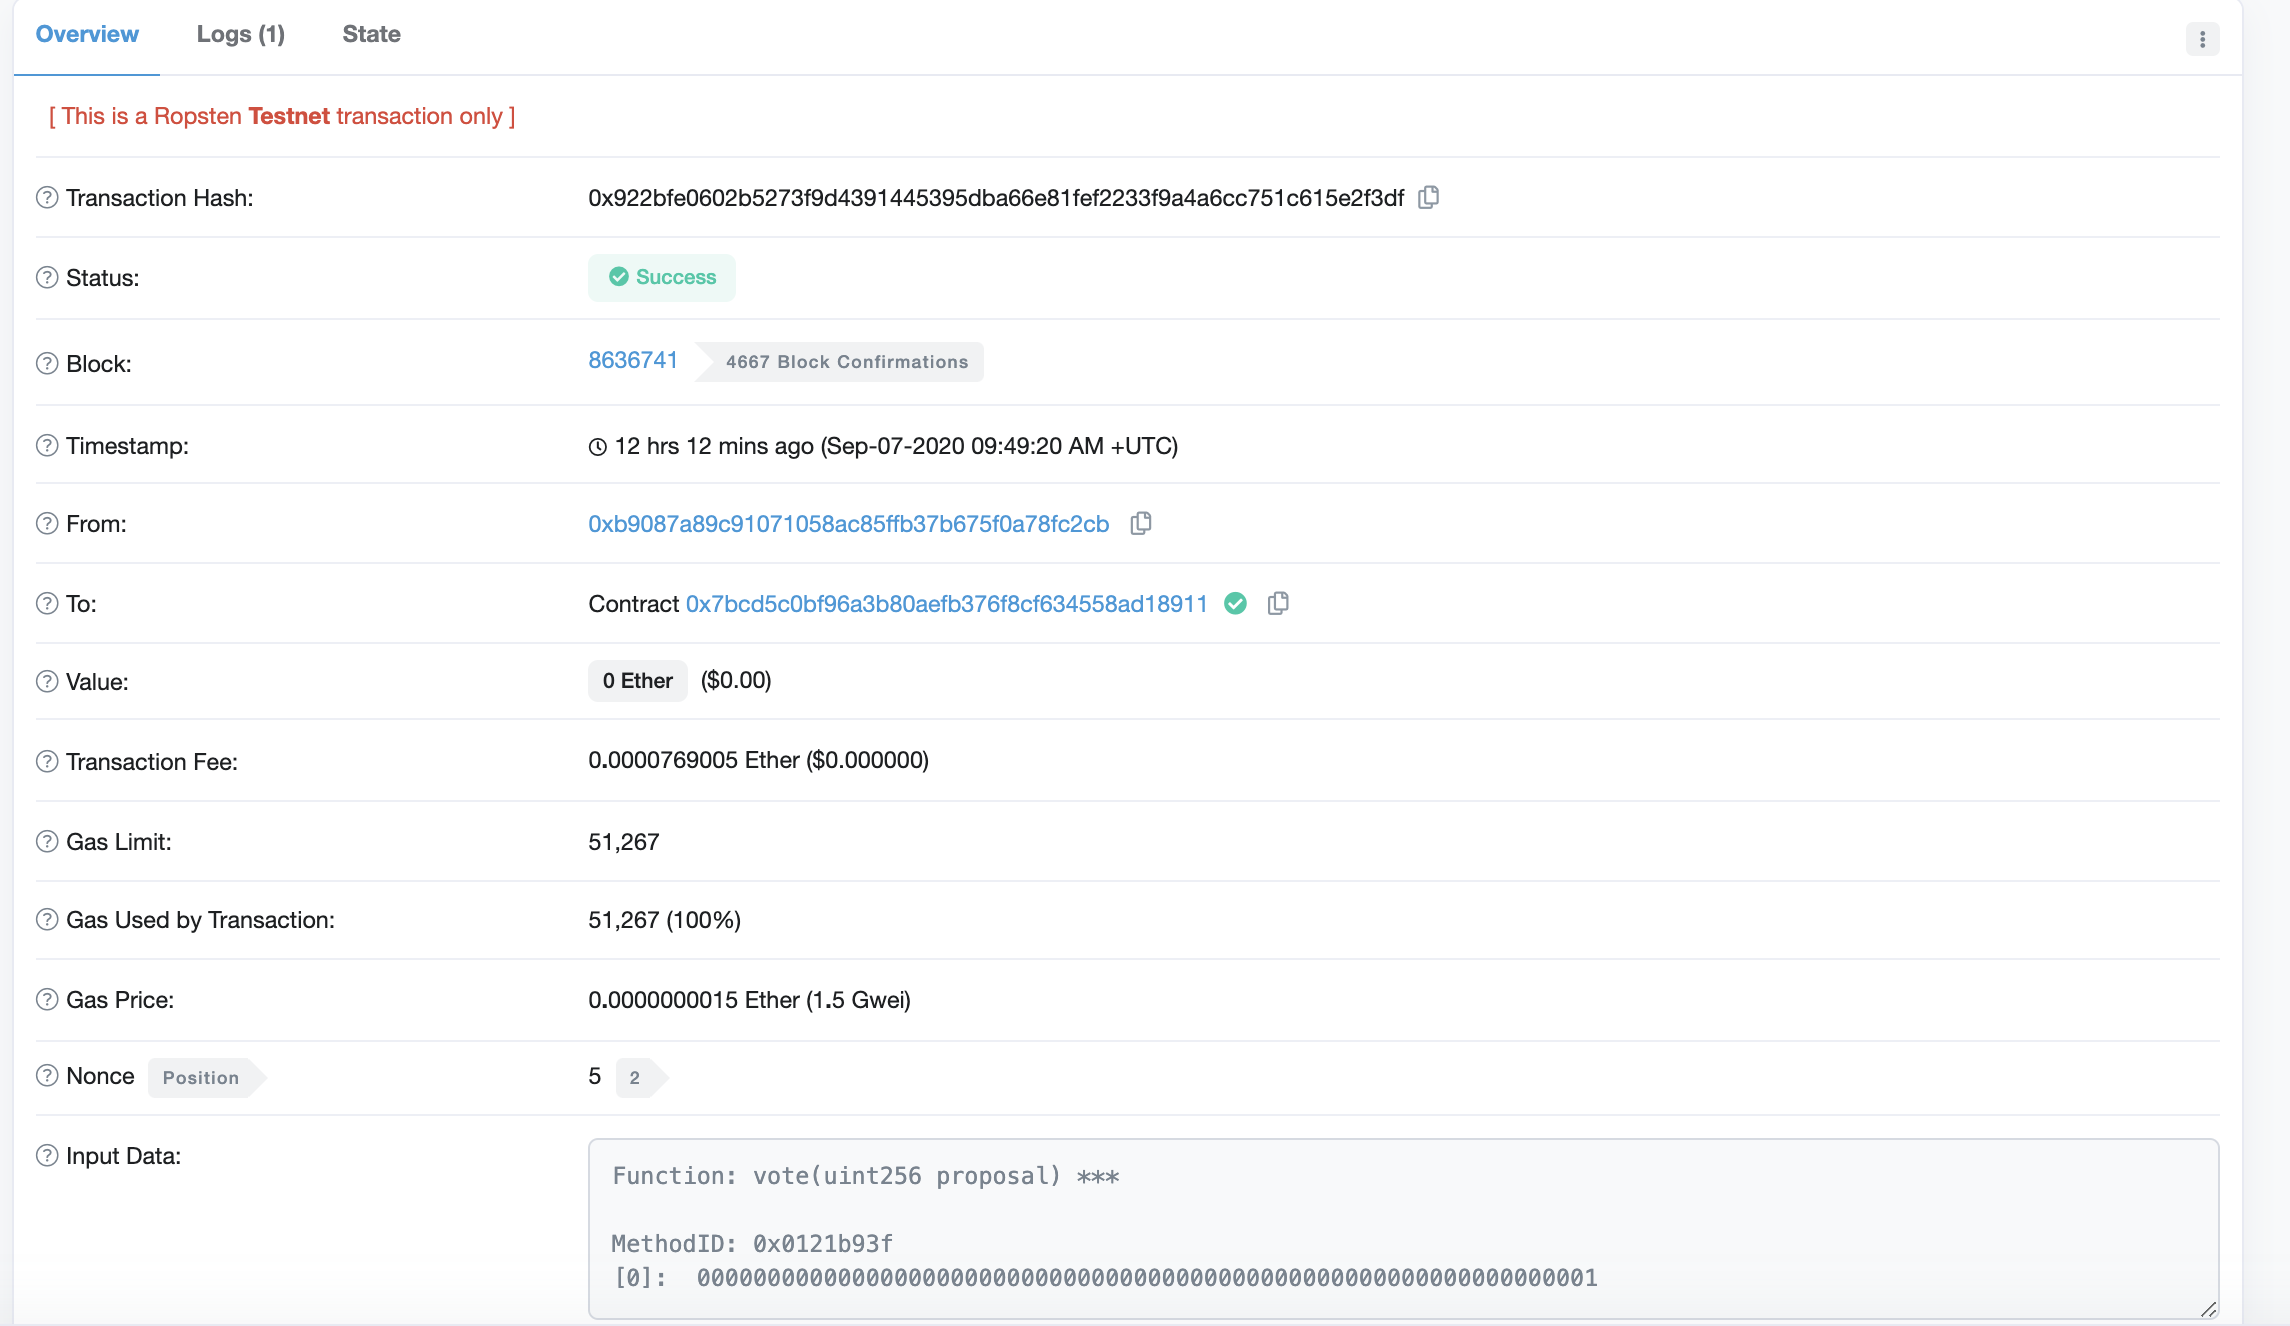 Overview Logs (1) State
[ This is a Ropsten Testnet transaction only ]
Transaction Hash: 0x922bfe0602b5273f9d4391445395dba66e81fef2233f9a4a6cc751c615e2f3df
Status: Success
Block: 8636741 4667 Block Confirmations
Timestamp: 12 hrs 12 mins ago (Sep-07-2020 09:49:20 AM +UTC)
From: 0xb9087a89c91071058ac85ffb37b675f0a78fc2cb
To: Contract 0x7bcd5c0bf96a3b80aefb376f8cf634558ad18911
Value: 0 Ether ($0.00)
Transaction Fee: 0.0000769005 Ether ($0.000000)
Gas Limit: 51,267
Gas Used by Transaction: 51,267 (100%)
Gas Price: 0.0000000015 Ether (1.5 Gwei)
Nonce Position 5 2
Input Data:
Function: vote(uint256 proposal) ***
MethodID: 0x0121b93f
[0]: 0000000000000000000000000000000000000000000000000000000000000001